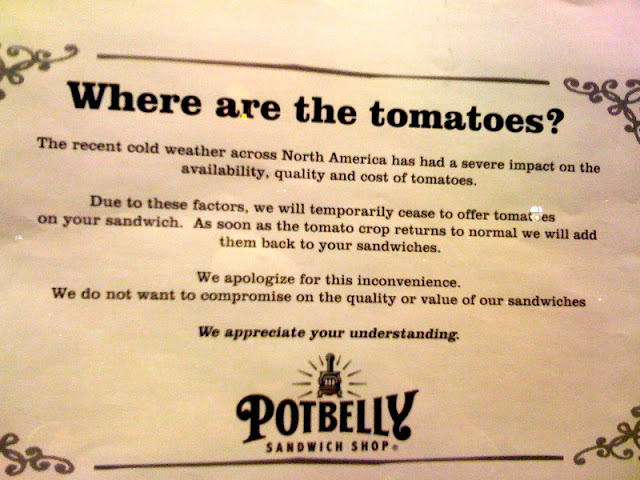 Where are the tomatoes?
The recent cold weather across North America has had a severe impact on the
availability, quality and cost of tomatoes.
Due to these factors, we will temporarily cease to offer tomatoes
on your sandwich. As soon as the tomato crop returns to normal we will add
them back to your sandwiches.
We apologize for this inconvenience.
We do not want to compromise on the quality or value of our sandwiches
We appreciate your understanding.
POTBELLY
SANDWICH SHOP®